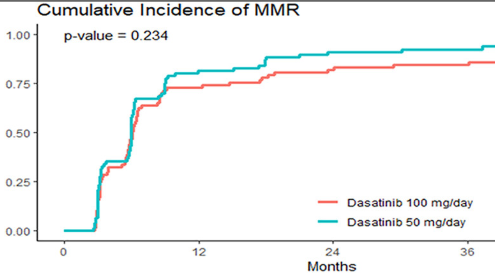 Cumulative Incidence of MMR
p-value = 0.234
1.00
0.75
0.50
0.25
0.00
Dasatinib 100 mg/day
Dasatinib 50 mg/day
0 12 24 36
Months